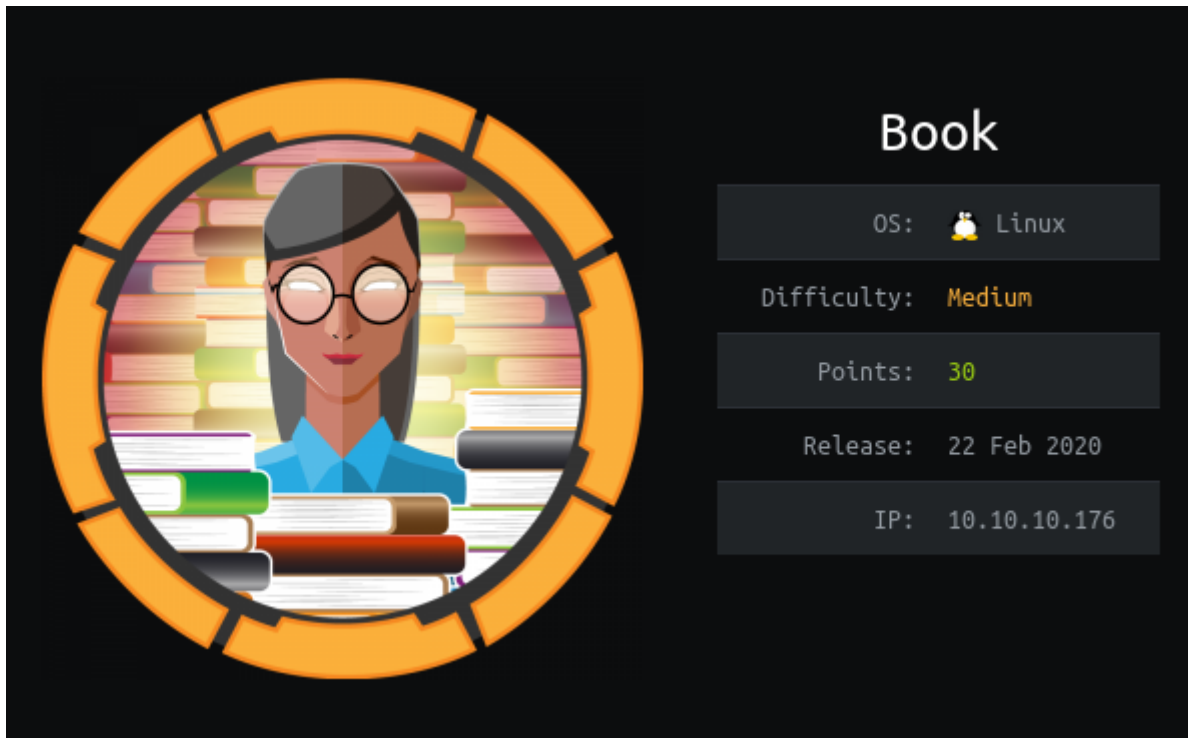 Book
OS: Linux
Difficulty: Medium
Points: 30
Release: 22 Feb 2020
IP: 10.10.10.176